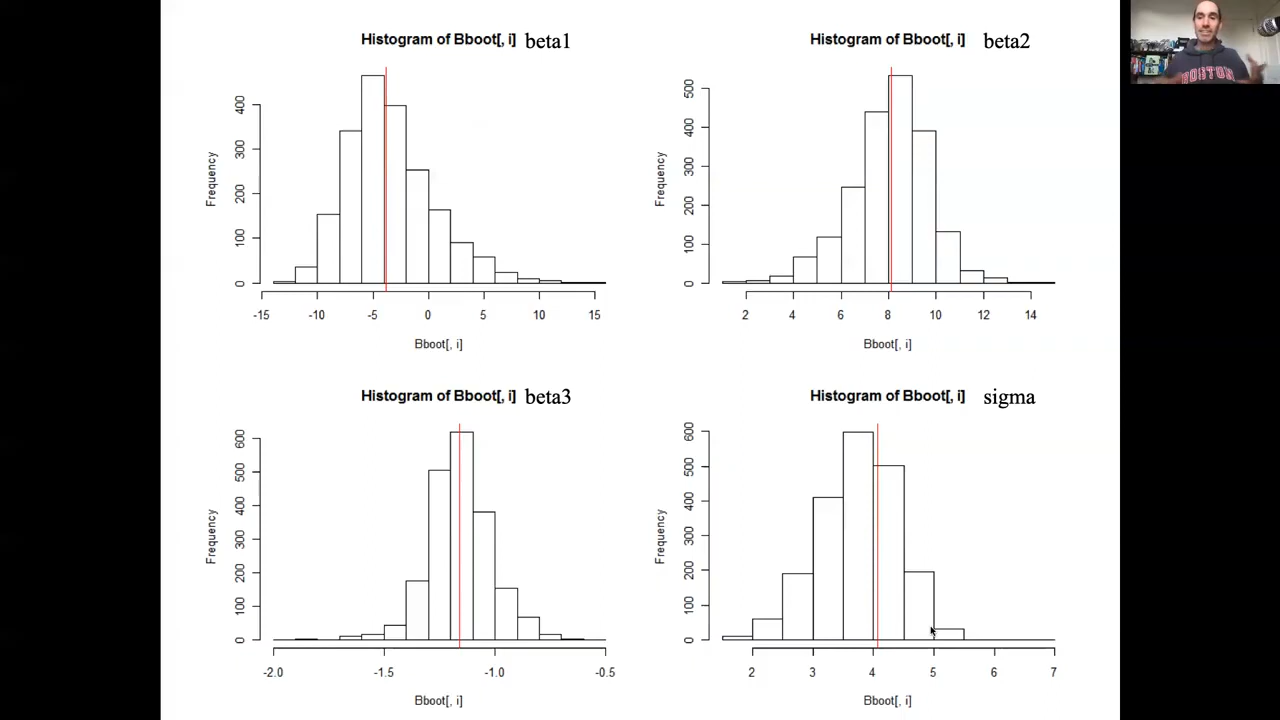 Histogram of Bboot[, i] beta1
Frequency
0 100 200 300 400
-15 -10 -5 0 5 10 15
Bboot[, i]
Histogram of Bboot[, i] beta2
Frequency
0 100 200 300 400 500
2 4 6 8 10 12 14
Bboot[, i]
Histogram of Bboot[, i] beta3
Frequency
0 100 200 300 400 500 600
-2.0 -1.5 -1.0 -0.5
Bboot[, i]
Histogram of Bboot[, i] sigma
Frequency
0 100 200 300 400 500 600
2 3 4 5 6 7
Bboot[, i]
BOSTON